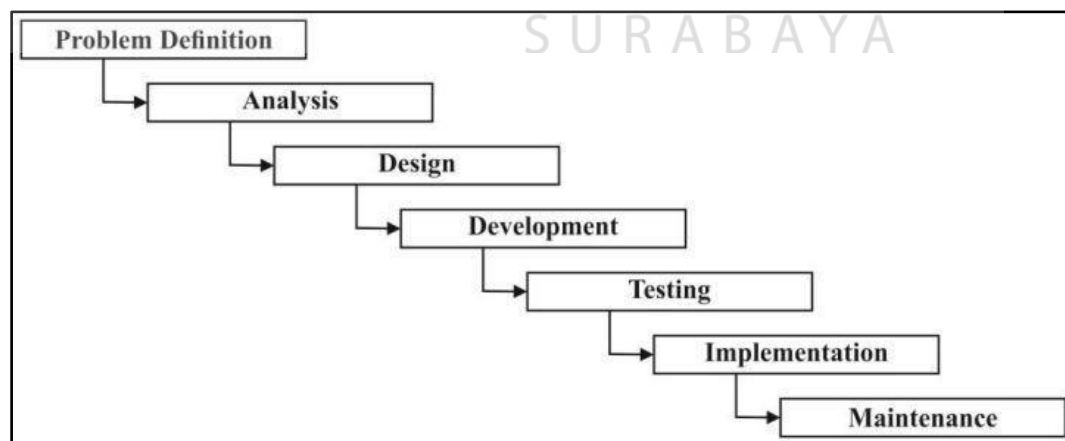 SURABAYA
Problem Definition
Analysis
Design
Development
Testing
Implementation
Maintenance